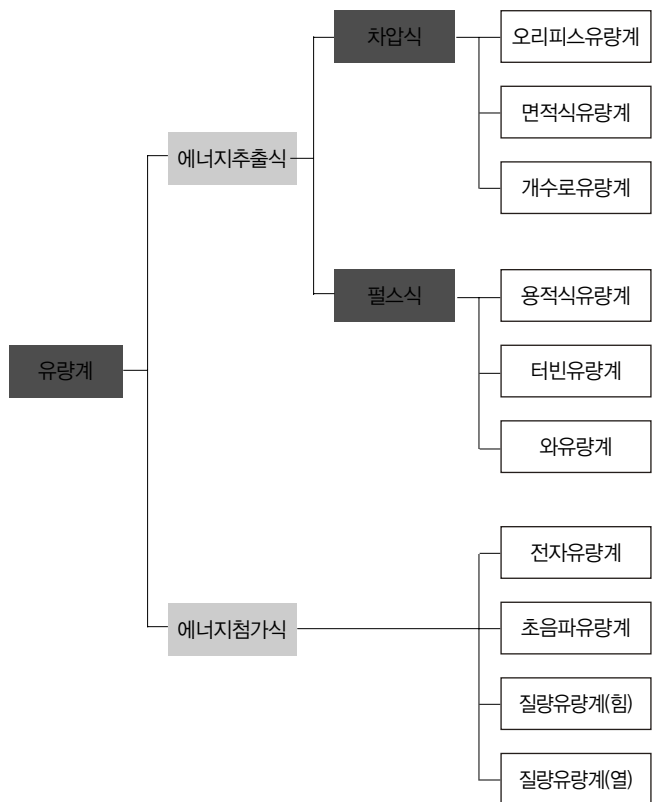 차압식
오리피스유량계
면적식유량계
에너지추출식
개수로유량계
펄스식
용적식유량계
유량계
터빈유량계
와유량계
전자유량계
에너지첨가식
초음파유량계
질량유량계(힘)
질량유량계(열)